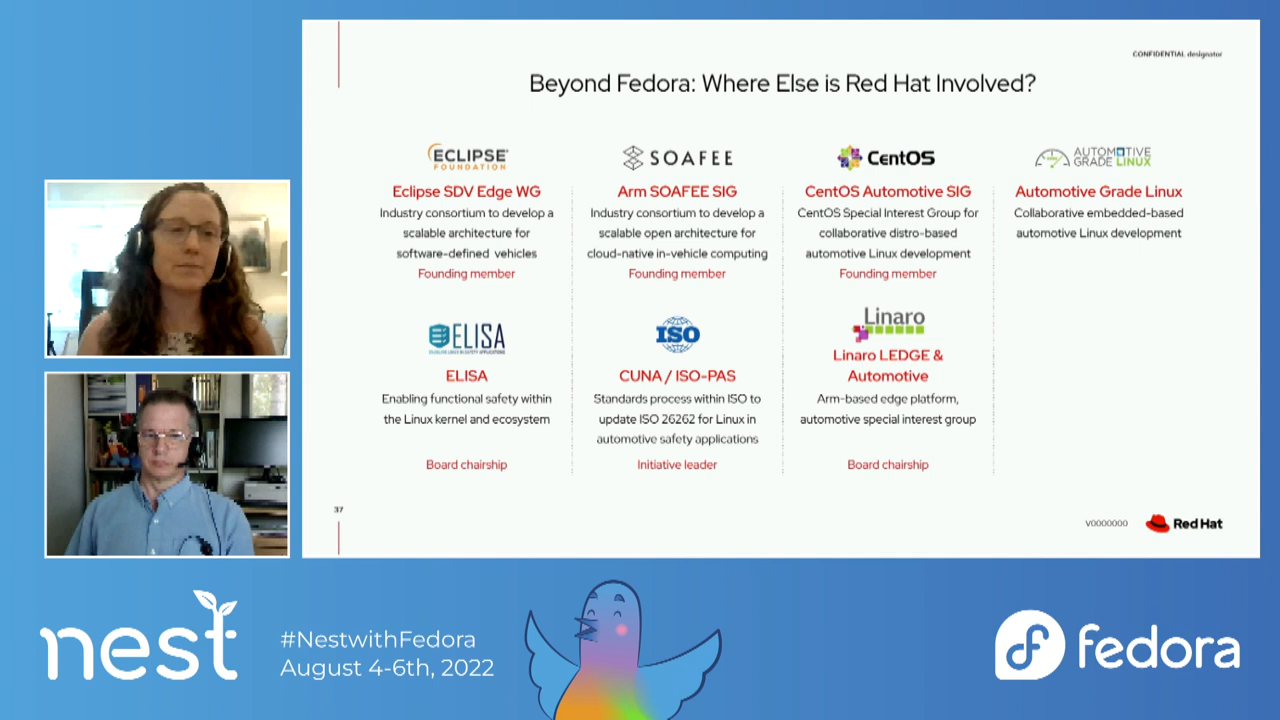 CONFIDENTIAL designator
Beyond Fedora: Where Else is Red Hat Involved?
ECLIPSE
FOUNDATION
Eclipse SDV Edge WG
Industry consortium to develop a
scalable architecture for
software-defined vehicles
Founding member
SOAFEE
Arm SOAFEE SIG
Industry consortium to develop a
scalable open architecture for
cloud-native in-vehicle computing
Founding member
CentOS
CentOS Automotive SIG
CentOS Special Interest Group for
collaborative distro-based
automotive Linux development
Founding member
AUTOMOTIVE
GRADE LINUX
Automotive Grade Linux
Collaborative embedded-based
automotive Linux development
ELISA
ELISA
Enabling functional safety within
the Linux kernel and ecosystem
Board chairship
ISO
CUNA / ISO-PAS
Standards process within ISO to
update ISO 26262 for Linux in
automotive safety applications
Initiative leader
Linaro
Linaro LEDGE &
Automotive
Arm-based edge platform,
automotive special interest group
Board chairship
37
V0000000
Red Hat
nest
#NestwithFedora
August 4-6th, 2022
fedora